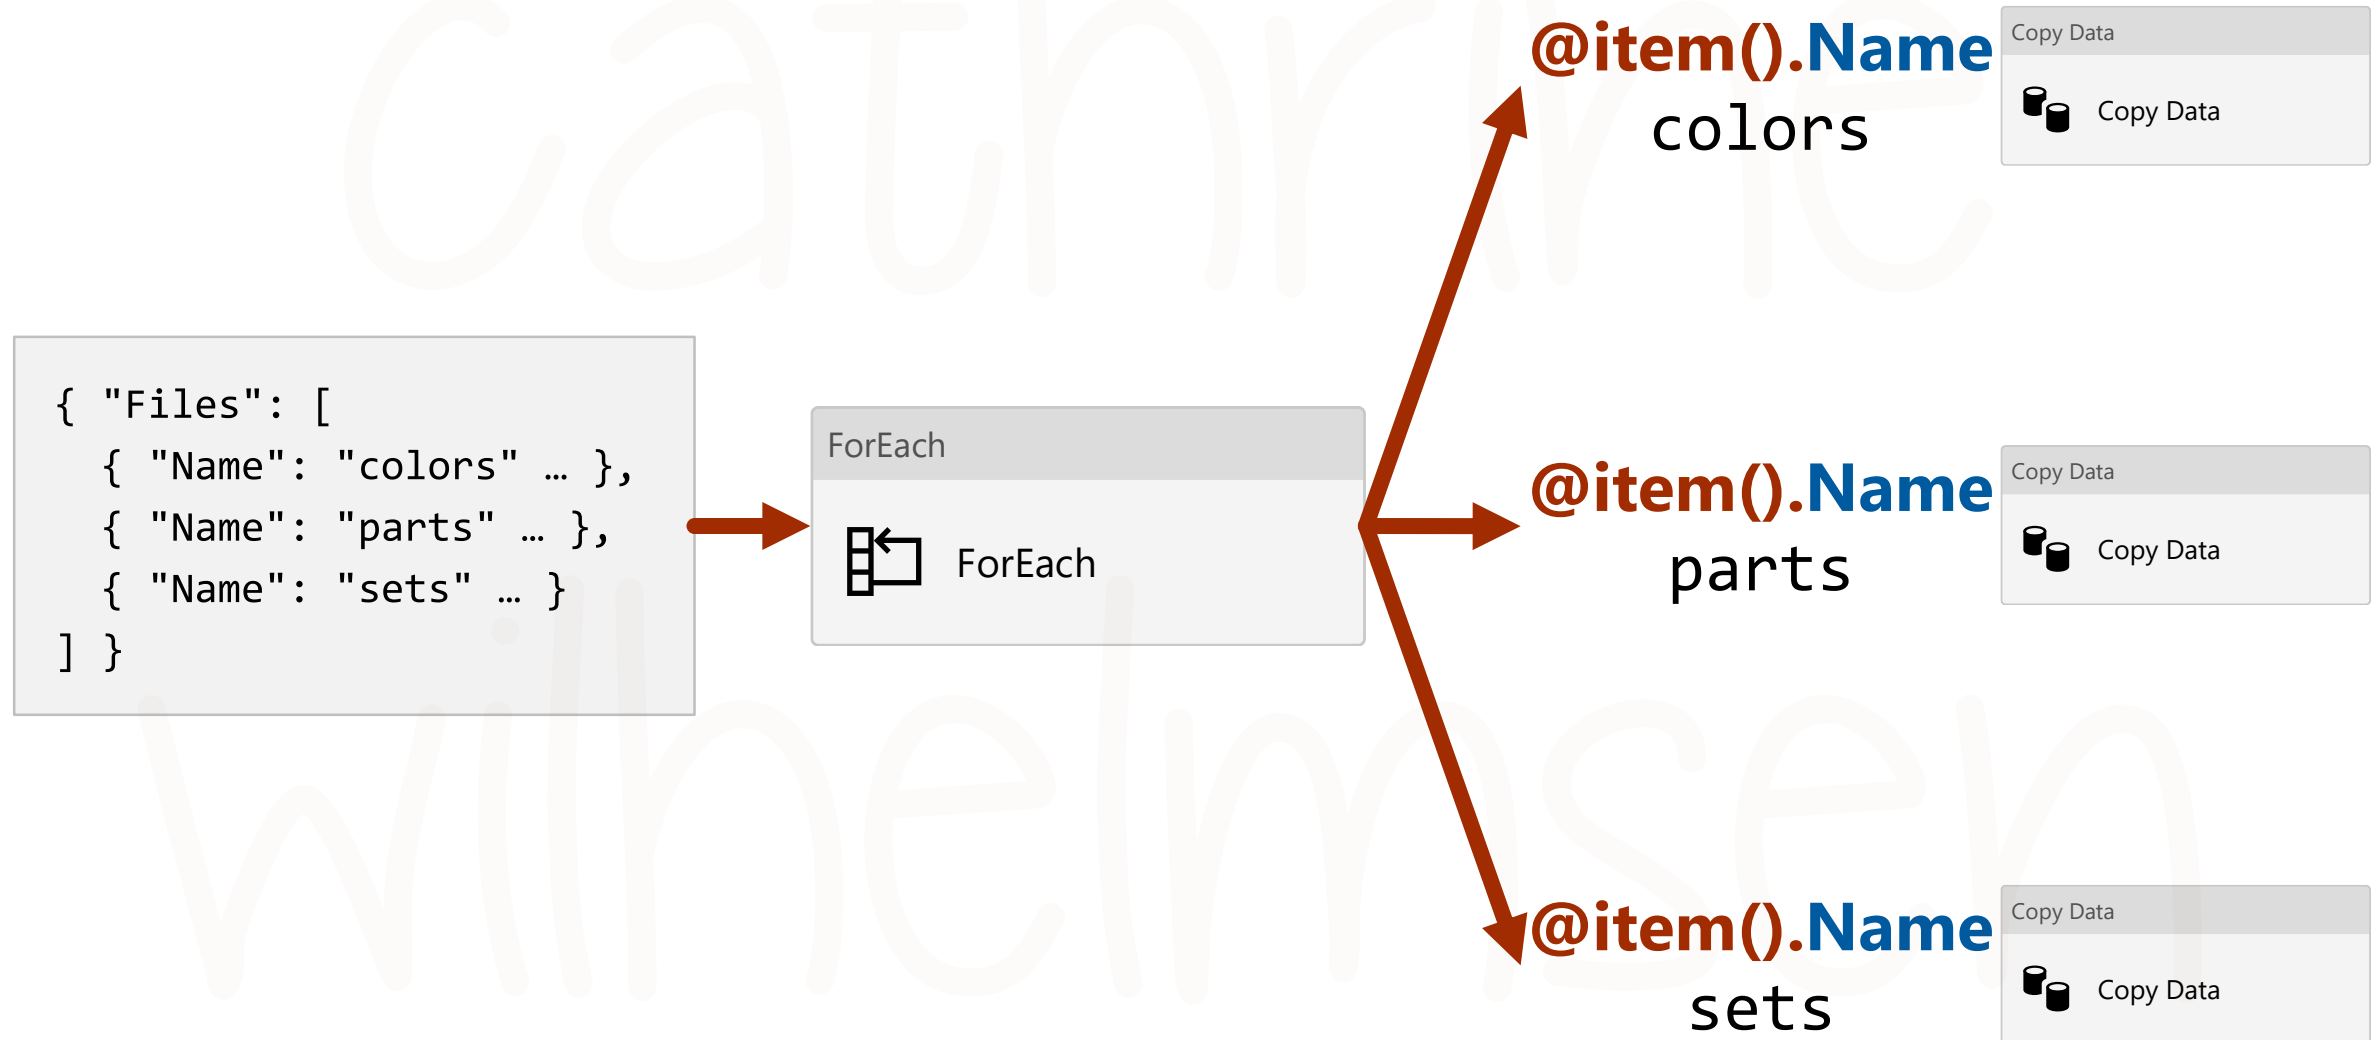 { "Files": [
{ "Name": "colors" … },
{ "Name": "parts" … },
{ "Name": "sets" … }
] }
ForEach
ForEach
@item().Name
colors
Copy Data
Copy Data
@item().Name
parts
Copy Data
Copy Data
@item().Name
sets
Copy Data
Copy Data
cathrine
wilhelmsen